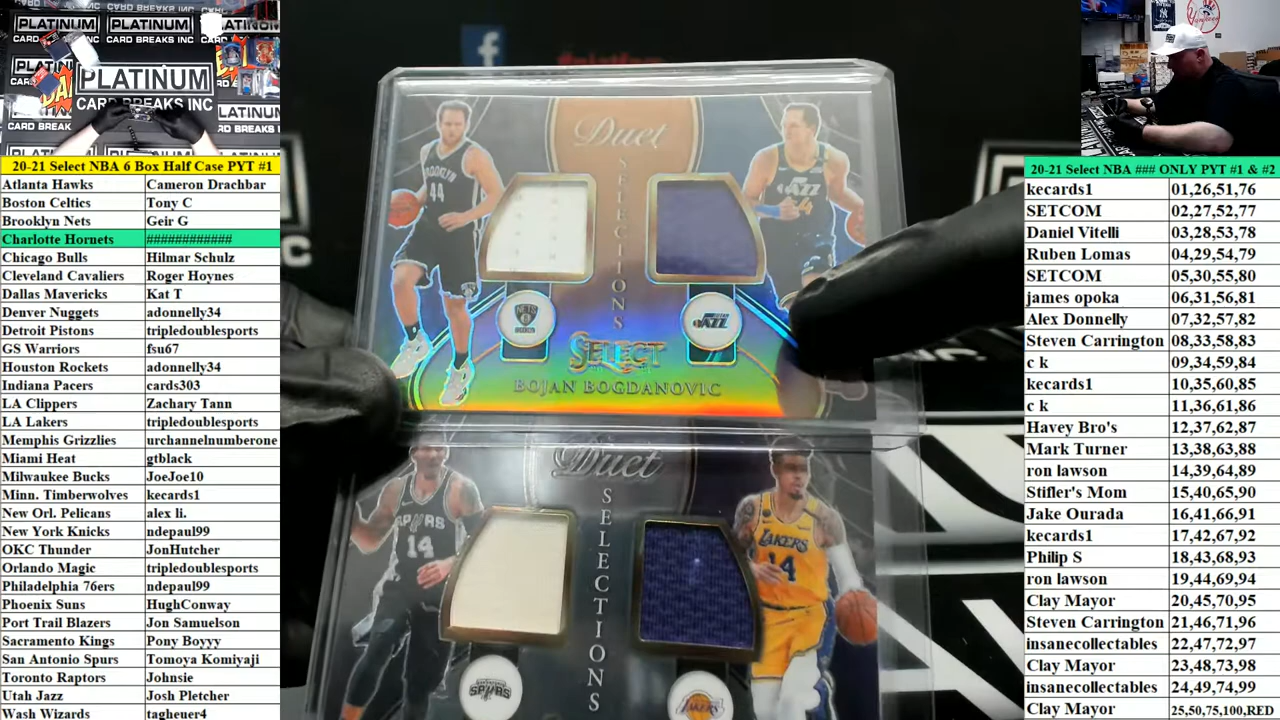 PLATINUM
CARD BREAKS INC
20-21 Select NBA 6 Box Half Case PYT #1
Atlanta Hawks Cameron Drachbar
Boston Celtics Tony C
Brooklyn Nets Geir G
Charlotte Hornets ############
Chicago Bulls Hilmar Schulz
Cleveland Cavaliers Roger Hoynes
Dallas Mavericks Kat T
Denver Nuggets adonnelly34
Detroit Pistons tripledoublesports
GS Warriors fsu67
Houston Rockets adonnelly34
Indiana Pacers cards303
LA Clippers Zachary Tann
LA Lakers tripledoublesports
Memphis Grizzlies urchannelnumberone
Miami Heat gtblack
Milwaukee Bucks JoeJoe10
Minn. Timberwolves kecards1
New Orl. Pelicans alex li.
New York Knicks ndepaul99
OKC Thunder JonHutcher
Orlando Magic tripledoublesports
Philadelphia 76ers ndepaul99
Phoenix Suns HughConway
Port Trail Blazers Jon Samuelson
Sacramento Kings Pony Boyyy
San Antonio Spurs Tomoya Komiyaji
Toronto Raptors Johnsie
Utah Jazz Josh Pletcher
Wash Wizards tagheuer4
Duet
SELECTIONS
BROOKLYN
44
JAZZ
NETS
JAZZ
SELECT
BOJAN BOGDANOVIC
Duet
SELECTIONS
SPURS
14
LAKERS
14
SPURS
LAKERS
20-21 Select NBA ### ONLY PYT #1 & #2
kecards1 01,26,51,76
SETCOM 02,27,52,77
Daniel Vitelli 03,28,53,78
Ruben Lomas 04,29,54,79
SETCOM 05,30,55,80
james opoka 06,31,56,81
Alex Donnelly 07,32,57,82
Steven Carrington 08,33,58,83
c k 09,34,59,84
kecards1 10,35,60,85
c k 11,36,61,86
Havey Bro's 12,37,62,87
Mark Turner 13,38,63,88
ron lawson 14,39,64,89
Stifler's Mom 15,40,65,90
Jake Ourada 16,41,66,91
kecards1 17,42,67,92
Philip S 18,43,68,93
ron lawson 19,44,69,94
Clay Mayor 20,45,70,95
Steven Carrington 21,46,71,96
insanecollectables 22,47,72,97
Clay Mayor 23,48,73,98
insanecollectables 24,49,74,99
Clay Mayor 25,50,75,100,RED